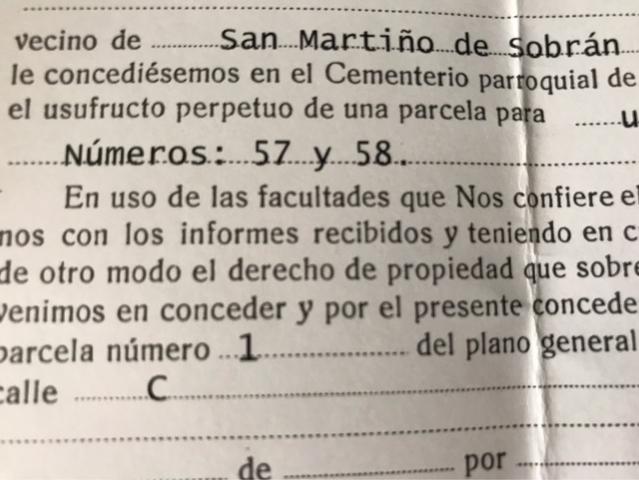 vecino de San Martiño de Sobrán
le concediésemos en el Cementerio parroquial de
el usufructo perpetuo de una parcela para u
Números: 57 y 58.
En uso de las facultades que Nos confiere el
nos con los informes recibidos y teniendo en c
de otro modo el derecho de propiedad que sobre
venimos en conceder y por el presente concede
parcela número 1 del plano general
calle C
de por